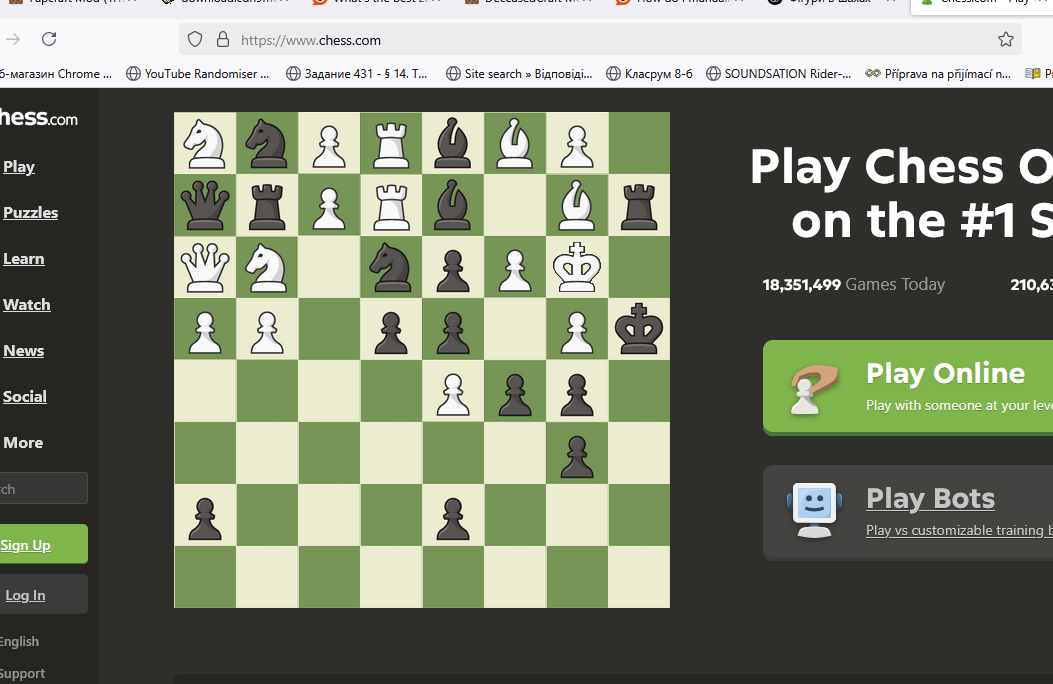 https://www.chess.com
YouTube Randomiser ...
Задание 431 - § 14. Т...
Site search » Відповіді...
Класрум 8-б
SOUNDSATION Rider-...
Příprava na přijímací n...
б-магазин Chrome ...
hess.com
Play
Puzzles
Learn
Watch
News
Social
More
rch
Sign Up
Log In
English
Support
Play Chess O
on the #1 S
18,351,499 Games Today
210,63
Play Online
Play with someone at your leve
Play Bots
Play vs customizable training b